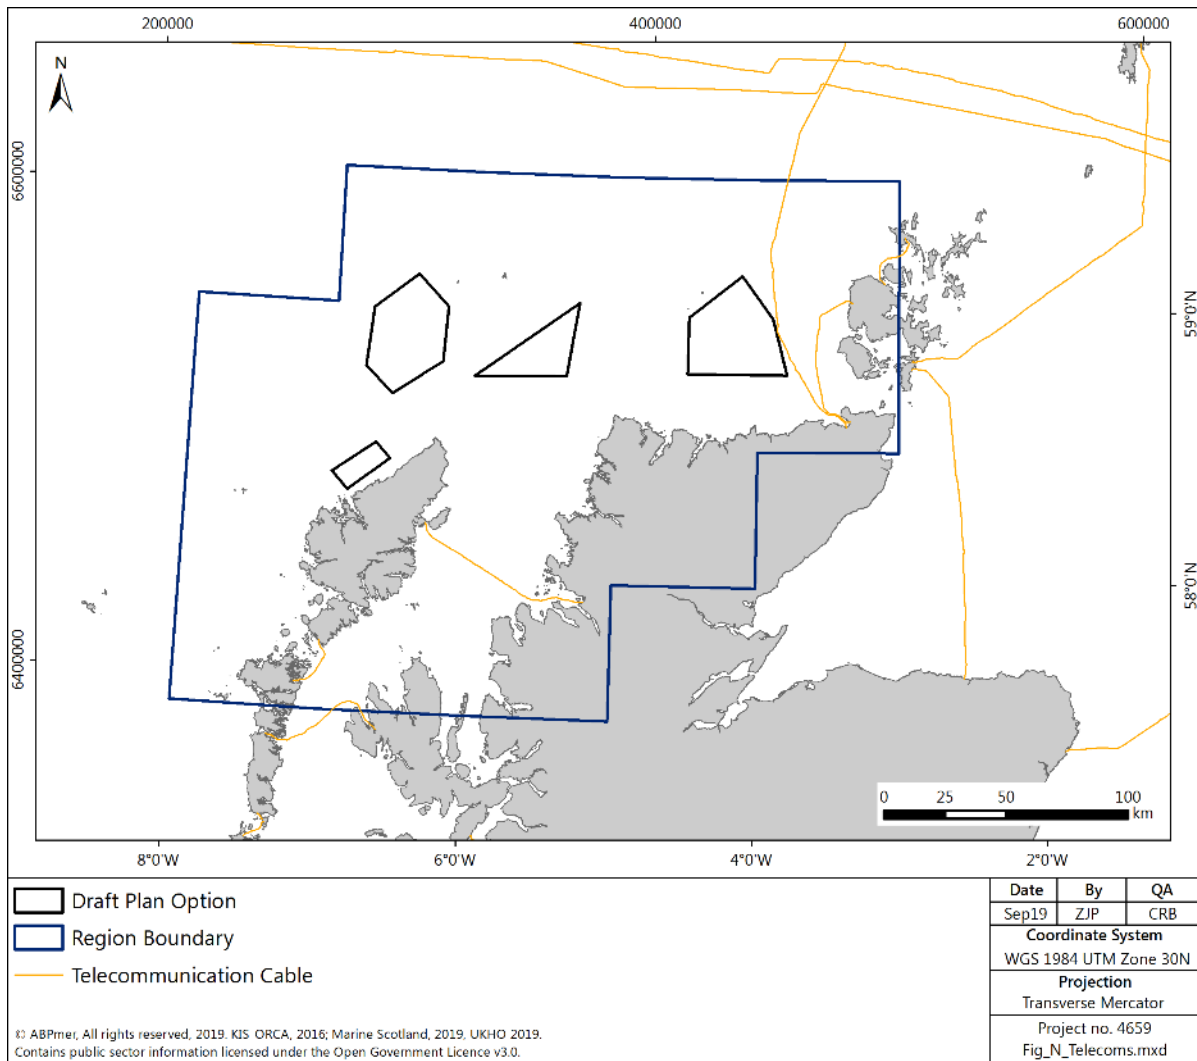 200000 400000 600000
N
6600000
59°0'N
58°0'N
6400000
0 25 50 100
km
8°0'W 6°0'W 4°0'W 2°0'W
Draft Plan Option
Region Boundary
Telecommunication Cable
© ABPmer, All rights reserved, 2019. KIS ORCA, 2016; Marine Scotland, 2019, UKHO 2019.
Contains public sector information licensed under the Open Government Licence v3.0.
Date By QA
Sep19 ZJP CRB
Coordinate System
WGS 1984 UTM Zone 30N
Projection
Transverse Mercator
Project no. 4659
Fig_N_Telecoms.mxd